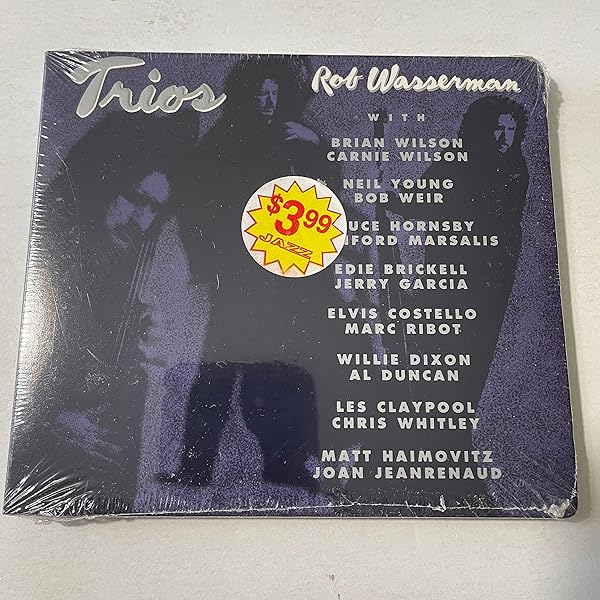 Trios
Rob Wasserman
WITH
BRIAN WILSON
CARNIE WILSON
NEIL YOUNG
BOB WEIR
UCE HORNSBY
FORD MARSALIS
EDIE BRICKELL
JERRY GARCIA
ELVIS COSTELLO
MARC RIBOT
WILLIE DIXON
AL DUNCAN
LES CLAYPOOL
CHRIS WHITLEY
MATT HAIMOVITZ
JOAN JEANRENAUD
$3.99
JAZZ